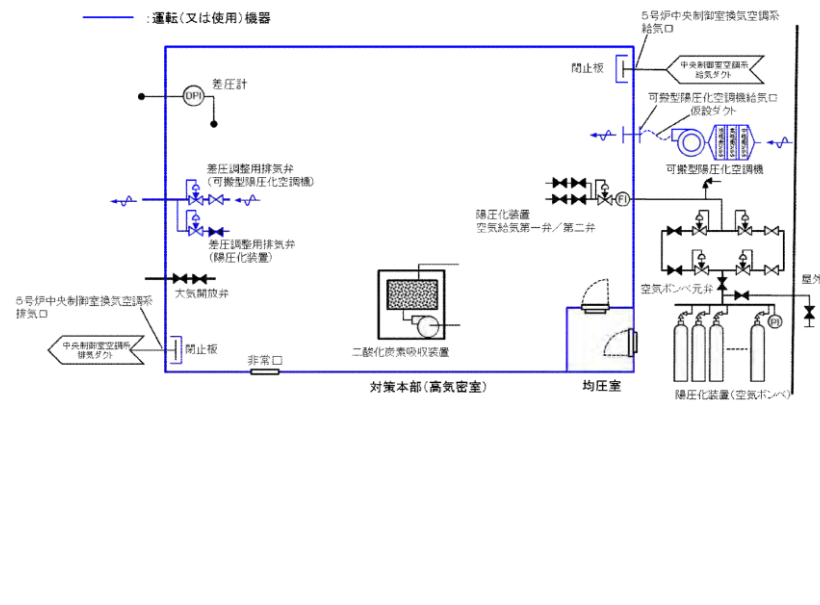 ：運転(又は使用)機器
5号炉中央制御室換気空調系
給気口
閉止板
中央制御室空調系
給気ダクト
差圧計
DPI
可搬型陽圧化空調機給気口
仮設ダクト
可搬型陽圧化空調機
差圧調整用排気弁
(可搬型陽圧化空調機)
FI
陽圧化装置
空気給気第一弁／第二弁
差圧調整用排気弁
(陽圧化装置)
大気開放弁
空気ボンベ元弁
屋外
5号炉中央制御室換気空調系
排気口
PI
中央制御室空調系
排気ダクト
閉止板
非常口
二酸化炭素吸収装置
対策本部(高気密室)
均圧室
陽圧化装置(空気ボンベ)